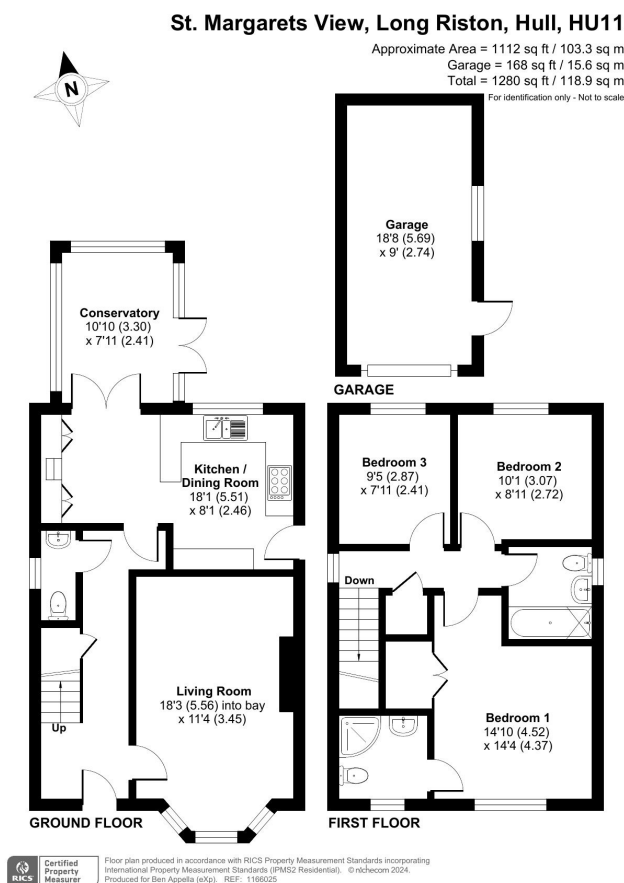 St. Margarets View, Long Riston, Hull, HU11
Approximate Area = 1112 sq ft / 103.3 sq m
Garage = 168 sq ft / 15.6 sq m
Total = 1280 sq ft / 118.9 sq m
For identification only - Not to scale
N
Garage
18'8 (5.69)
x 9' (2.74)
GARAGE
Conservatory
10'10 (3.30)
x 7'11 (2.41)
Kitchen /
Dining Room
18'1 (5.51)
x 8'1 (2.46)
Living Room
18'3 (5.56) into bay
x 11'4 (3.45)
Up
GROUND FLOOR
Bedroom 3
9'5 (2.87)
x 7'11 (2.41)
Bedroom 2
10'1 (3.07)
x 8'11 (2.72)
Down
Bedroom 1
14'10 (4.52)
x 14'4 (4.37)
FIRST FLOOR
RICS
Certified
Property
Measurer
Floor plan produced in accordance with RICS Property Measurement Standards incorporating
International Property Measurement Standards (IPMS2 Residential). © nichecom 2024.
Produced for Ben Appella (eXp). REF: 1166025